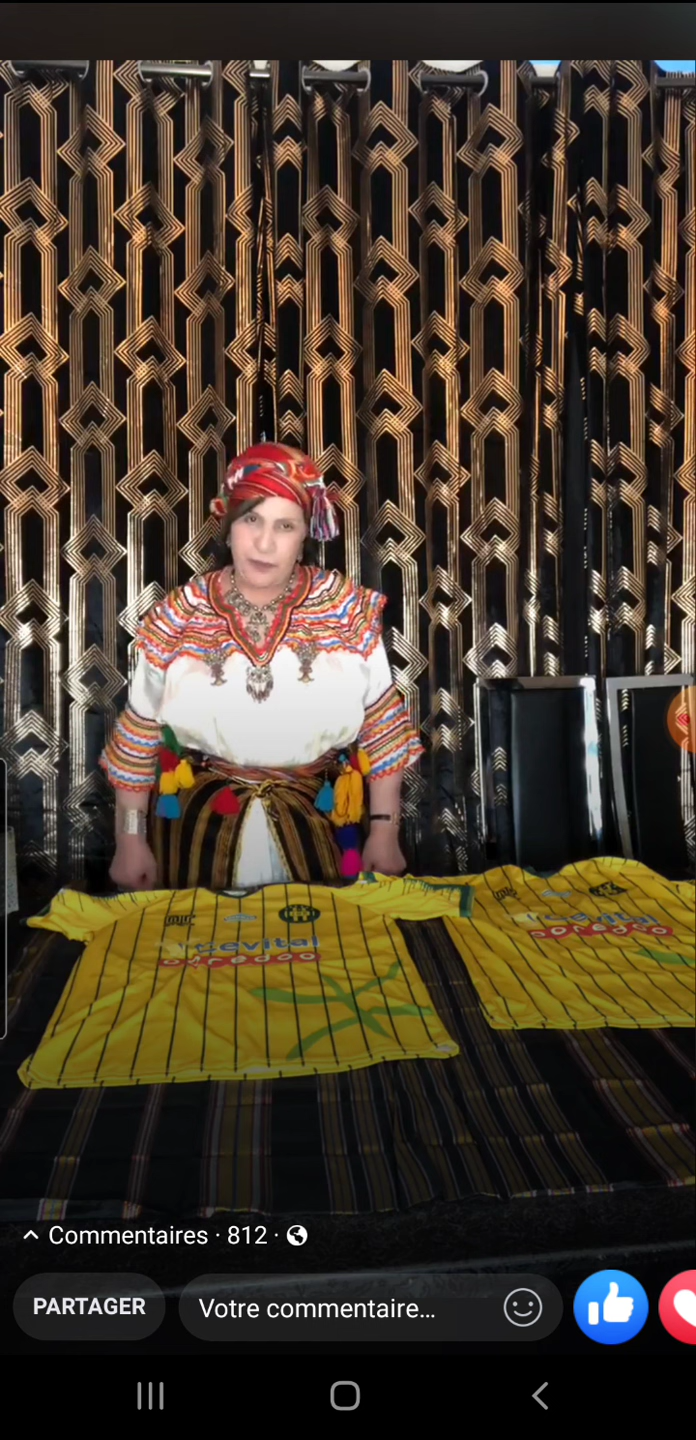 Cevital
ooredoo
Cevital
ooredoo
Commentaires · 812 ·
PARTAGER
Votre commentaire…